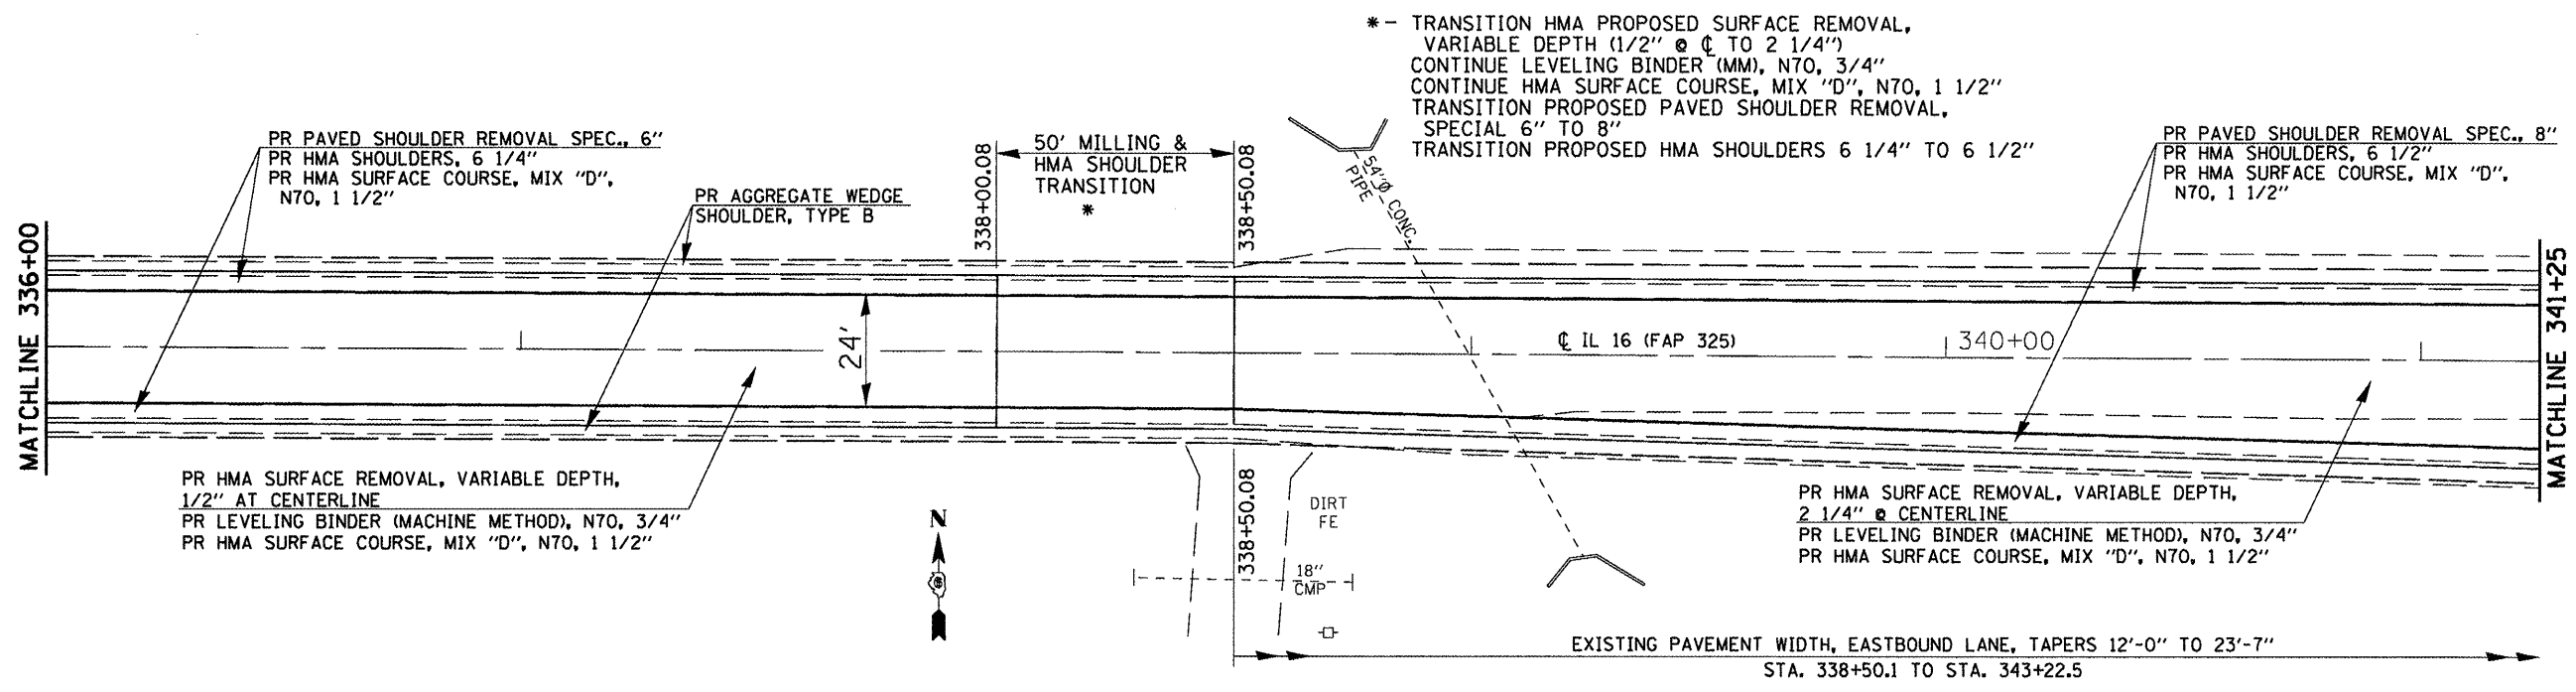 *- TRANSITION HMA PROPOSED SURFACE REMOVAL,
VARIABLE DEPTH (1/2" @ ℄ TO 2 1/4")
CONTINUE LEVELING BINDER (MM), N70, 3/4"
CONTINUE HMA SURFACE COURSE, MIX "D", N70, 1 1/2"
TRANSITION PROPOSED PAVED SHOULDER REMOVAL,
SPECIAL 6" TO 8"
TRANSITION PROPOSED HMA SHOULDERS 6 1/4" TO 6 1/2"
PR PAVED SHOULDER REMOVAL SPEC., 6"
PR HMA SHOULDERS, 6 1/4"
PR HMA SURFACE COURSE, MIX "D",
N70, 1 1/2"
PR AGGREGATE WEDGE
SHOULDER, TYPE B
50' MILLING &
HMA SHOULDER
TRANSITION
*
338+00.08
338+50.08
54"Ø CONC.
PIPE
PR PAVED SHOULDER REMOVAL SPEC., 8"
PR HMA SHOULDERS, 6 1/2"
PR HMA SURFACE COURSE, MIX "D",
N70, 1 1/2"
MATCHLINE 336+00
24'
℄ IL 16 (FAP 325)
340+00
MATCHLINE 341+25
PR HMA SURFACE REMOVAL, VARIABLE DEPTH,
1/2" AT CENTERLINE
PR LEVELING BINDER (MACHINE METHOD), N70, 3/4"
PR HMA SURFACE COURSE, MIX "D", N70, 1 1/2"
N
338+50.08
DIRT
FE
18"
CMP
PR HMA SURFACE REMOVAL, VARIABLE DEPTH,
2 1/4" @ CENTERLINE
PR LEVELING BINDER (MACHINE METHOD), N70, 3/4"
PR HMA SURFACE COURSE, MIX "D", N70, 1 1/2"
EXISTING PAVEMENT WIDTH, EASTBOUND LANE, TAPERS 12'-0" TO 23'-7"
STA. 338+50.1 TO STA. 343+22.5